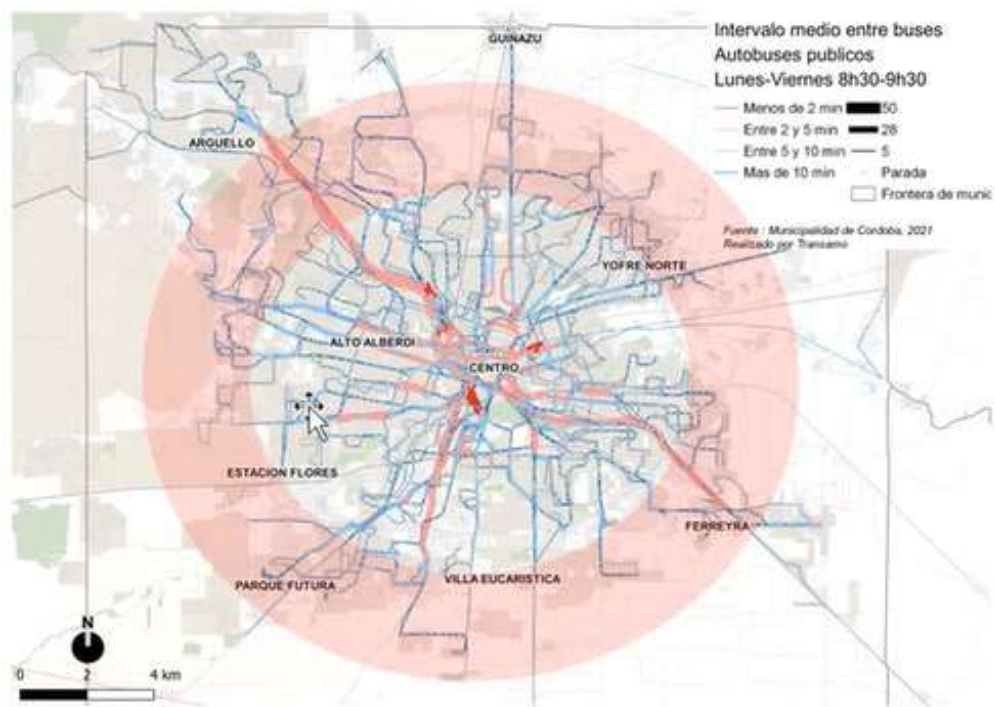 Intervalo medio entre buses
Autobuses publicos
Lunes-Viernes 8h30-9h30
Menos de 2 min 50
Entre 2 y 5 min 28
Entre 5 y 10 min 5
Mas de 10 min Parada
Frontera de munic
Fuente : Municipalidad de Cordoba, 2021
Realizado por Transamo
GUINAZU
ARGUELLO
YOFRE NORTE
ALTO ALBERDI
CENTRO
ESTACION FLORES
FERREYRA
PARQUE FUTURA
VILLA EUCARISTICA
N
0 2 4 km